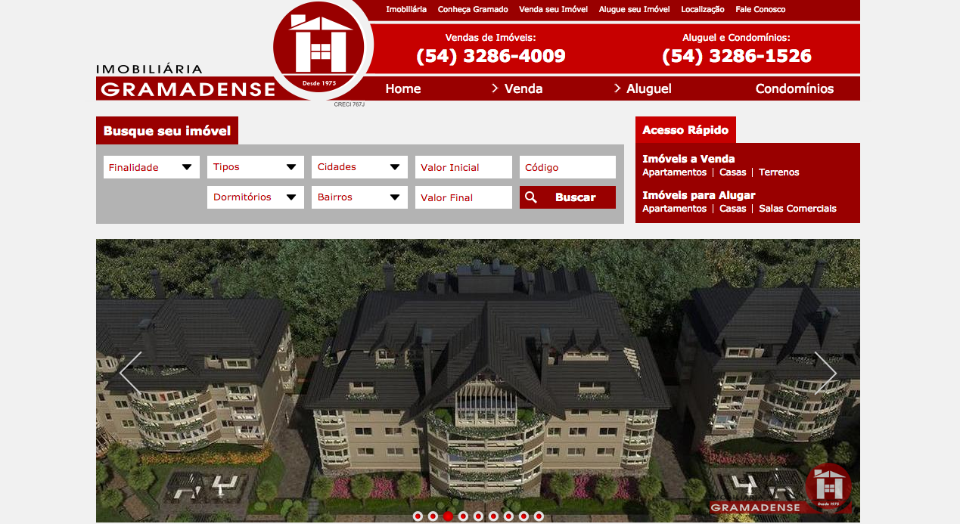 Imobiliária Conheça Gramado Venda seu Imóvel Alugue seu Imóvel Localização Fale Conosco
Vendas de Imóveis:
(54) 3286-4009
Aluguel e Condomínios:
(54) 3286-1526
IMOBILIÁRIA
GRAMADENSE
Desde 1975
CRECI 767J
Home Venda Aluguel Condomínios
Busque seu imóvel
Finalidade Tipos Cidades Valor Inicial Código
Dormitórios Bairros Valor Final Buscar
Acesso Rápido
Imóveis a Venda
Apartamentos | Casas | Terrenos
Imóveis para Alugar
Apartamentos | Casas | Salas Comerciais
GRAMADENSE